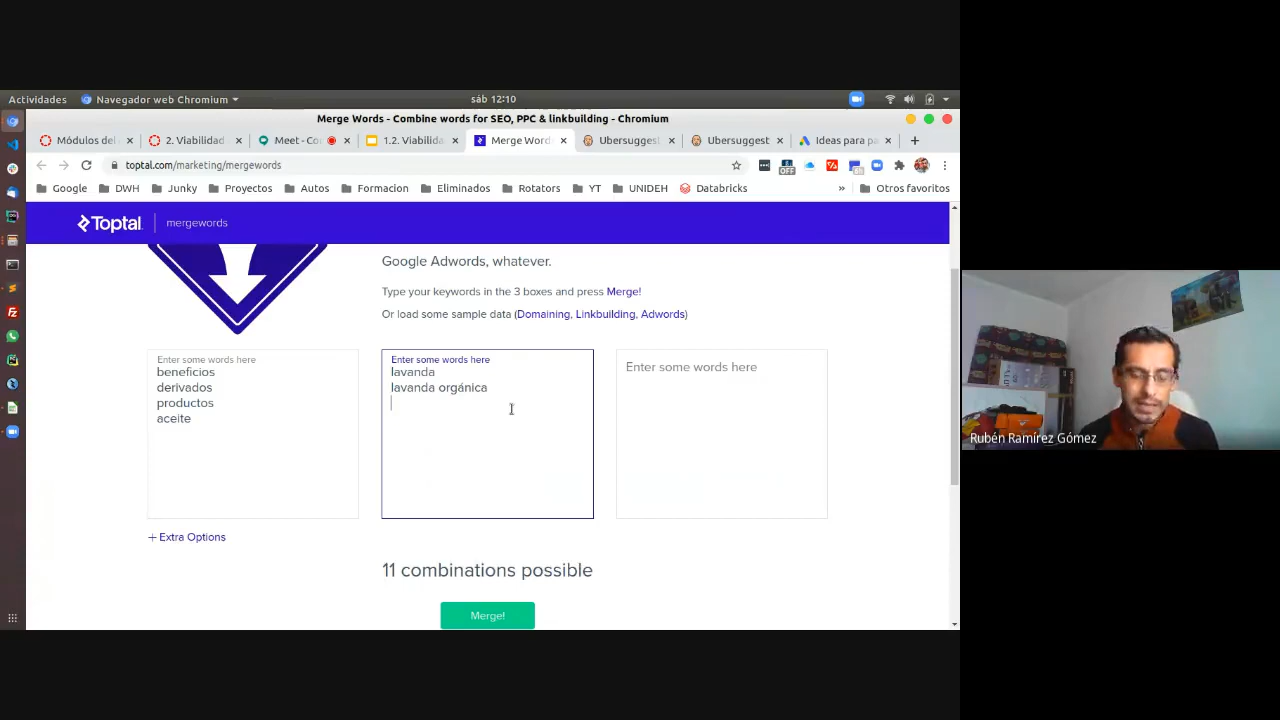 Actividades
Navegador web Chromium
sáb 12:10
Merge Words - Combine words for SEO, PPC & linkbuilding - Chromium
Módulos del
2. Viabilidad
Meet - Co
1.2. Viabilida
Merge Word
Ubersuggest
Ubersuggest
Ideas para pa
toptal.com/marketing/mergewords
OFF
Google
DWH
Junky
Proyectos
Autos
Formacion
Eliminados
Rotators
YT
UNIDEH
Databricks
»
Otros favoritos
Toptal
mergewords
Google Adwords, whatever.
Type your keywords in the 3 boxes and press Merge!
Or load some sample data (Domaining, Linkbuilding, Adwords)
Enter some words here
beneficios
derivados
productos
aceite
Enter some words here
lavanda
lavanda orgánica
Enter some words here
+ Extra Options
11 combinations possible
Merge!
Rubén Ramírez Gómez